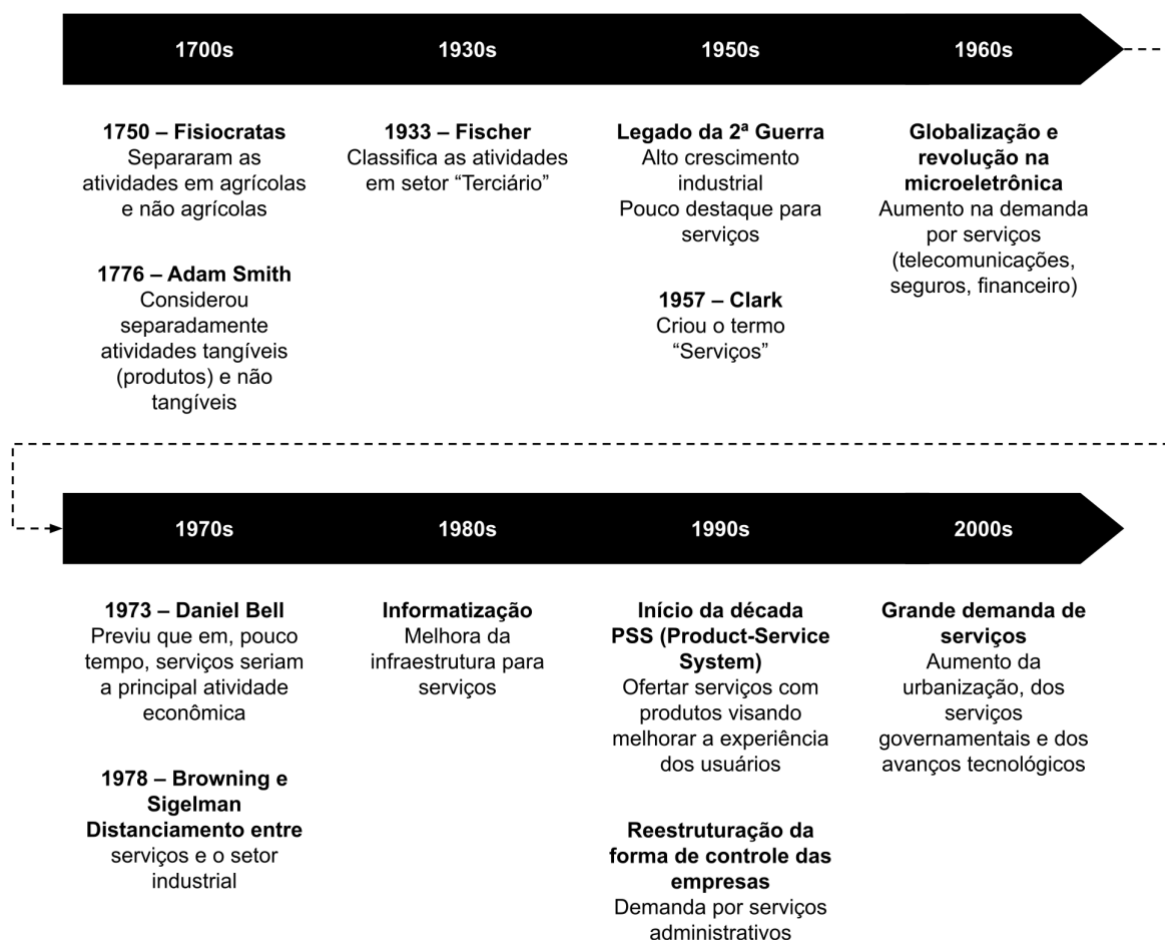 1700s
1930s
1950s
1960s
1750 – Fisiocratas
Separaram as
atividades em agrícolas
e não agrícolas
1776 – Adam Smith
Considerou
separadamente
atividades tangíveis
(produtos) e não
tangíveis
1933 – Fischer
Classifica as atividades
em setor “Terciário”
Legado da 2ª Guerra
Alto crescimento
industrial
Pouco destaque para
serviços
1957 – Clark
Criou o termo
“Serviços”
Globalização e
revolução na
microeletrônica
Aumento na demanda
por serviços
(telecomunicações,
seguros, financeiro)
1970s
1980s
1990s
2000s
1973 – Daniel Bell
Previu que em, pouco
tempo, serviços seriam
a principal atividade
econômica
1978 – Browning e
Sigelman
Distanciamento entre
serviços e o setor
industrial
Informatização
Melhora da
infraestrutura para
serviços
Início da década
PSS (Product-Service
System)
Ofertar serviços com
produtos visando
melhorar a experiência
dos usuários
Reestruturação da
forma de controle das
empresas
Demanda por serviços
administrativos
Grande demanda de
serviços
Aumento da
urbanização, dos
serviços
governamentais e dos
avanços tecnológicos